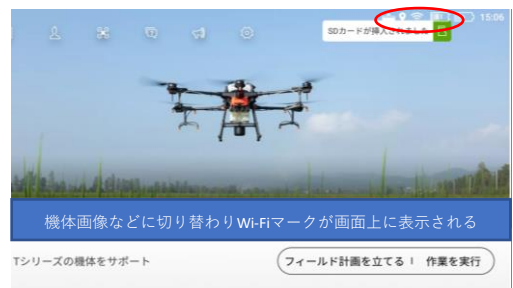 15:06
SDカードが挿入されました
機体画像などに切り替わりWi-Fiマークが画面上に表示される
Tシリーズの機体をサポート
フィールド計画を立てる | 作業を実行